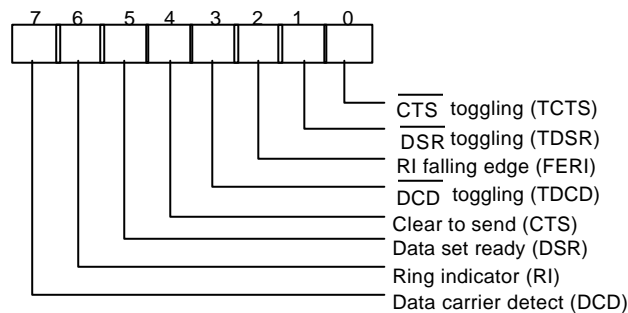 7 6 5 4 3 2 1 0
CTS toggling (TCTS)
DSR toggling (TDSR)
RI falling edge (FERI)
DCD toggling (TDCD)
Clear to send (CTS)
Data set ready (DSR)
Ring indicator (RI)
Data carrier detect (DCD)